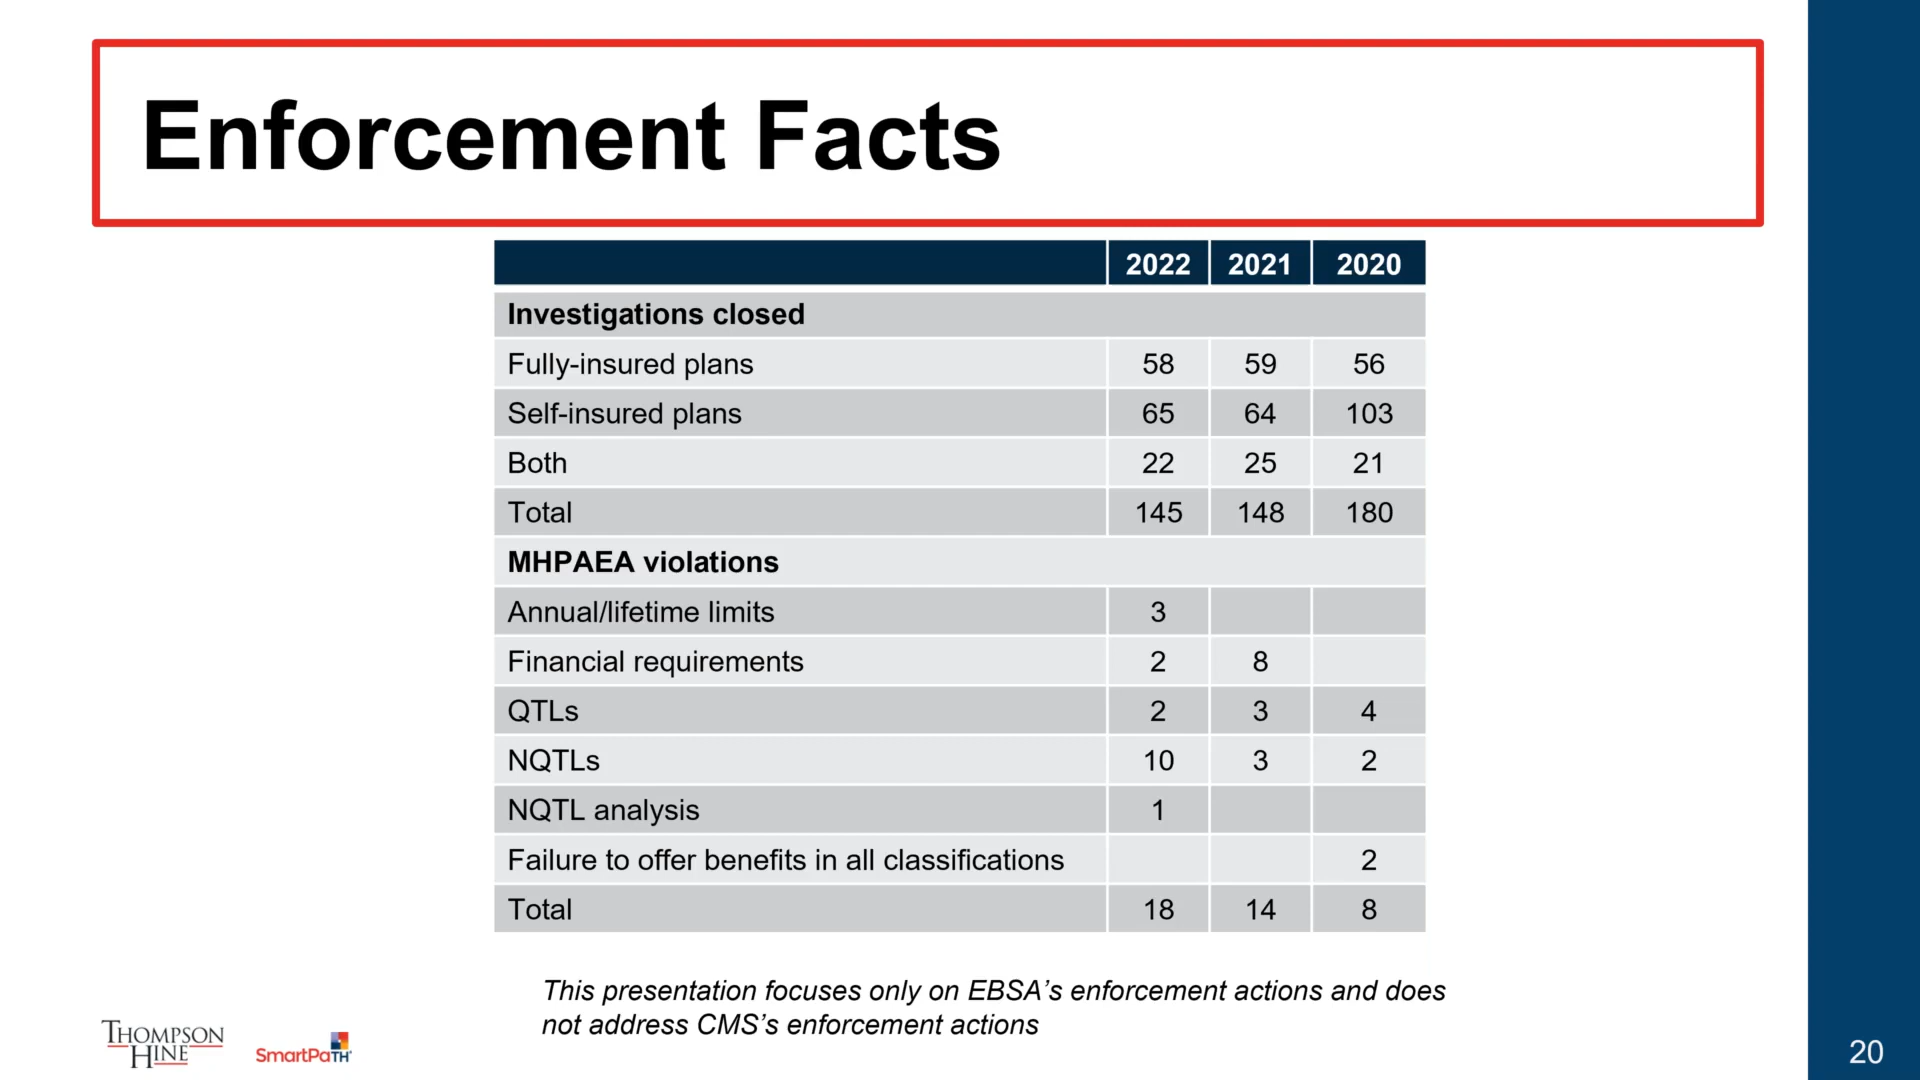 Enforcement Facts
2022 2021 2020
Investigations closed
Fully-insured plans 58 59 56
Self-insured plans 65 64 103
Both 22 25 21
Total 145 148 180
MHPAEA violations
Annual/lifetime limits 3
Financial requirements 2 8
QTLs 2 3 4
NQTLs 10 3 2
NQTL analysis 1
Failure to offer benefits in all classifications 2
Total 18 14 8
This presentation focuses only on EBSA’s enforcement actions and does
not address CMS’s enforcement actions
THOMPSON
HINE
SmartPaTH
20